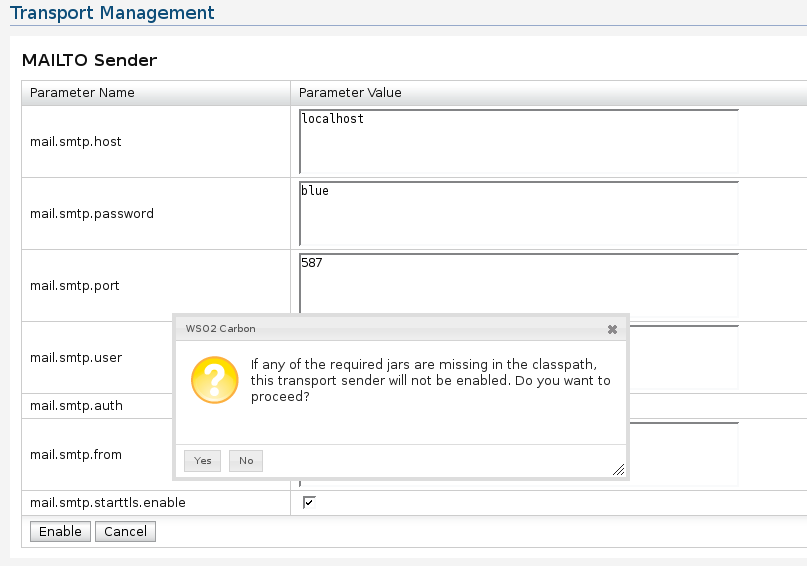 Transport Management
MAILTO Sender
Parameter Name Parameter Value
mail.smtp.host localhost
mail.smtp.password blue
mail.smtp.port 587
WSO2 Carbon
If any of the required jars are missing in the classpath,
this transport sender will not be enabled. Do you want to
proceed?
Yes No
mail.smtp.user
mail.smtp.auth
mail.smtp.from
mail.smtp.starttls.enable
Enable Cancel